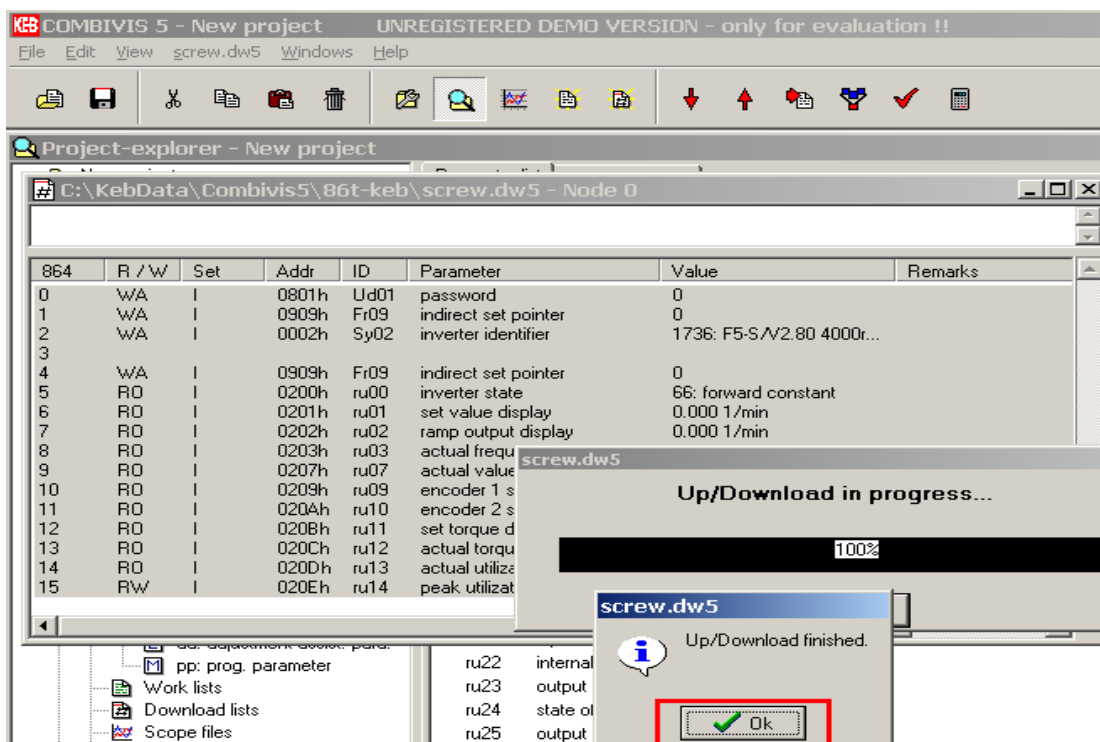 KEB COMBIVIS 5 - New project UNREGISTERED DEMO VERSION - only for evaluation !!
File Edit View screw.dw5 Windows Help
Project-explorer - New project
C:\KebData\Combivis5\86t-keb\screw.dw5 - Node 0
864 R / W Set Addr ID Parameter Value Remarks
0 WA I 0801h Ud01 password 0
1 WA I 0909h Fr09 indirect set pointer 0
2 WA I 0002h Sy02 inverter identifier 1736: F5-S/V2.80 4000r...
3
4 WA I 0909h Fr09 indirect set pointer 0
5 RO I 0200h ru00 inverter state 66: forward constant
6 RO I 0201h ru01 set value display 0.000 1/min
7 RO I 0202h ru02 ramp output display 0.000 1/min
8 RO I 0203h ru03 actual frequ
9 RO I 0207h ru07 actual value
10 RO I 0209h ru09 encoder 1 s
11 RO I 020Ah ru10 encoder 2 s
12 RO I 020Bh ru11 set torque d
13 RO I 020Ch ru12 actual torqu
14 RO I 020Dh ru13 actual utiliza
15 RW I 020Eh ru14 peak utilizat
screw.dw5
Up/Download in progress...
100%
screw.dw5
Up/Download finished.
Ok
pp: prog. parameter
Work lists
Download lists
Scope files
ru22 internal
ru23 output
ru24 state of
ru25 output